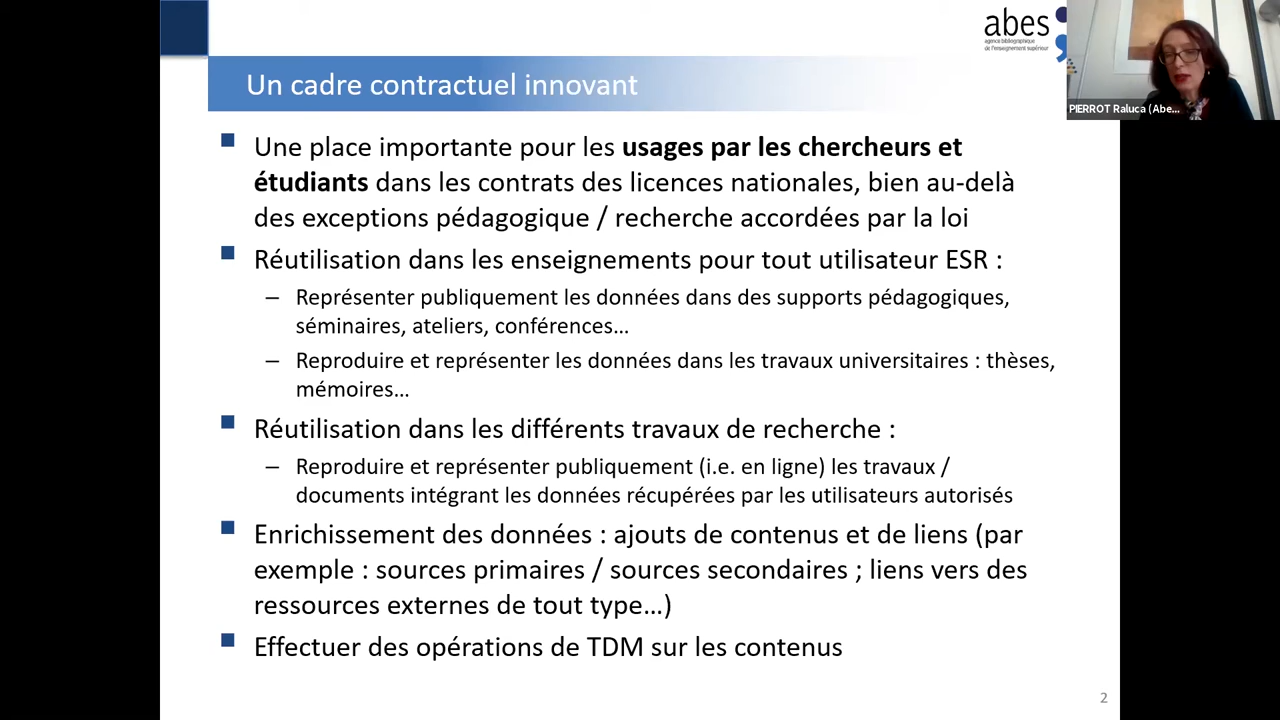 abes
agence bibliographique
de l'enseignement supérieur
PIERROT Raluca (Abe...
Un cadre contractuel innovant
Une place importante pour les usages par les chercheurs et
étudiants dans les contrats des licences nationales, bien au-delà
des exceptions pédagogique / recherche accordées par la loi
Réutilisation dans les enseignements pour tout utilisateur ESR :
– Représenter publiquement les données dans des supports pédagogiques,
séminaires, ateliers, conférences…
– Reproduire et représenter les données dans les travaux universitaires : thèses,
mémoires…
Réutilisation dans les différents travaux de recherche :
– Reproduire et représenter publiquement (i.e. en ligne) les travaux /
documents intégrant les données récupérées par les utilisateurs autorisés
Enrichissement des données : ajouts de contenus et de liens (par
exemple : sources primaires / sources secondaires ; liens vers des
ressources externes de tout type…)
Effectuer des opérations de TDM sur les contenus
2